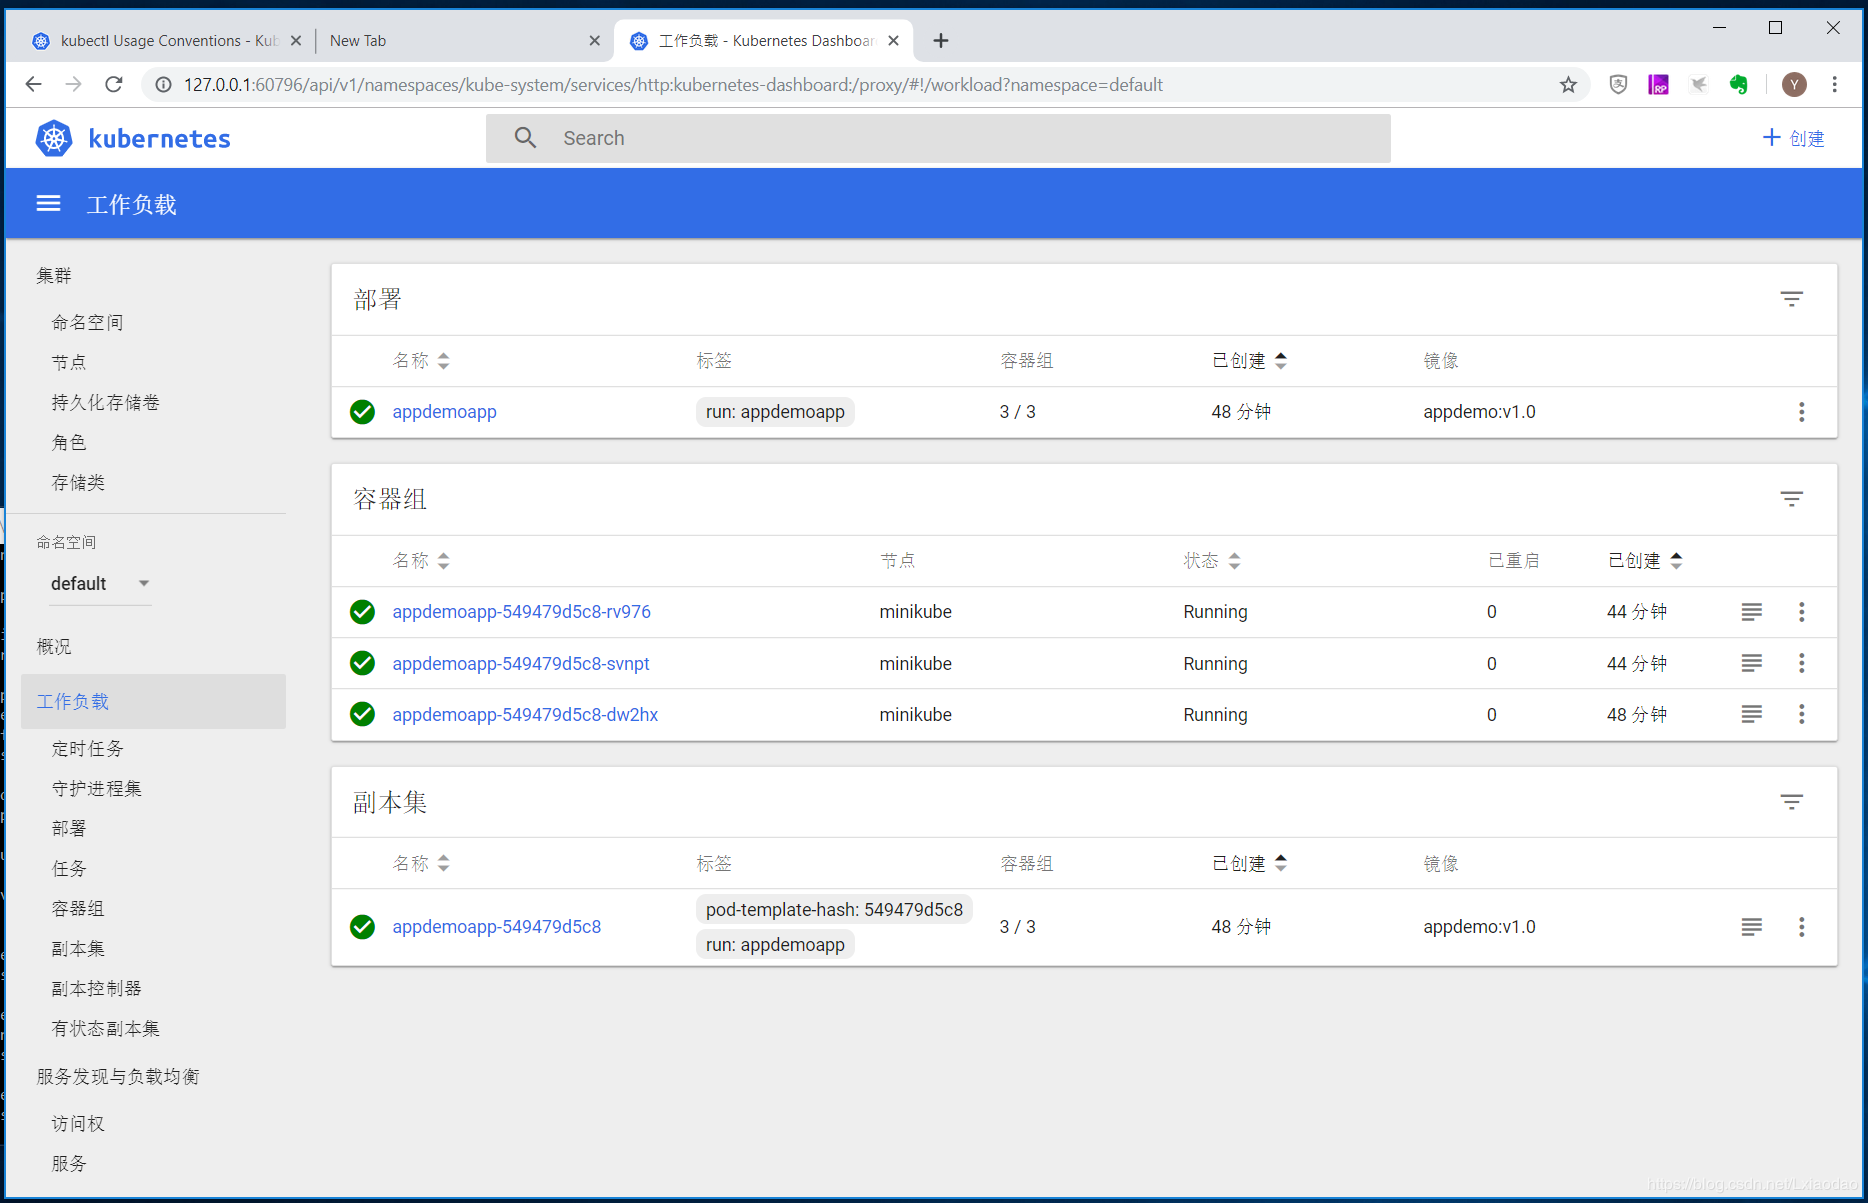 kubectl Usage Conventions - Kub
New Tab
工作负载 - Kubernetes Dashboar
127.0.0.1:60796/api/v1/namespaces/kube-system/services/http:kubernetes-dashboard:/proxy/#!/workload?namespace=default
RP
Y
kubernetes
Search
+ 创建
工作负载
集群
命名空间
节点
持久化存储卷
角色
存储类
命名空间
default
概况
工作负载
定时任务
守护进程集
部署
任务
容器组
副本集
副本控制器
有状态副本集
服务发现与负载均衡
访问权
服务
部署
名称 标签 容器组 已创建 镜像
appdemoapp run: appdemoapp 3 / 3 48 分钟 appdemo:v1.0
容器组
名称 节点 状态 已重启 已创建
appdemoapp-549479d5c8-rv976 minikube Running 0 44 分钟
appdemoapp-549479d5c8-svnpt minikube Running 0 44 分钟
appdemoapp-549479d5c8-dw2hx minikube Running 0 48 分钟
副本集
名称 标签 容器组 已创建 镜像
pod-template-hash: 549479d5c8
appdemoapp-549479d5c8 3 / 3 48 分钟 appdemo:v1.0
run: appdemoapp
https://blog.csdn.net/Lxiaodao